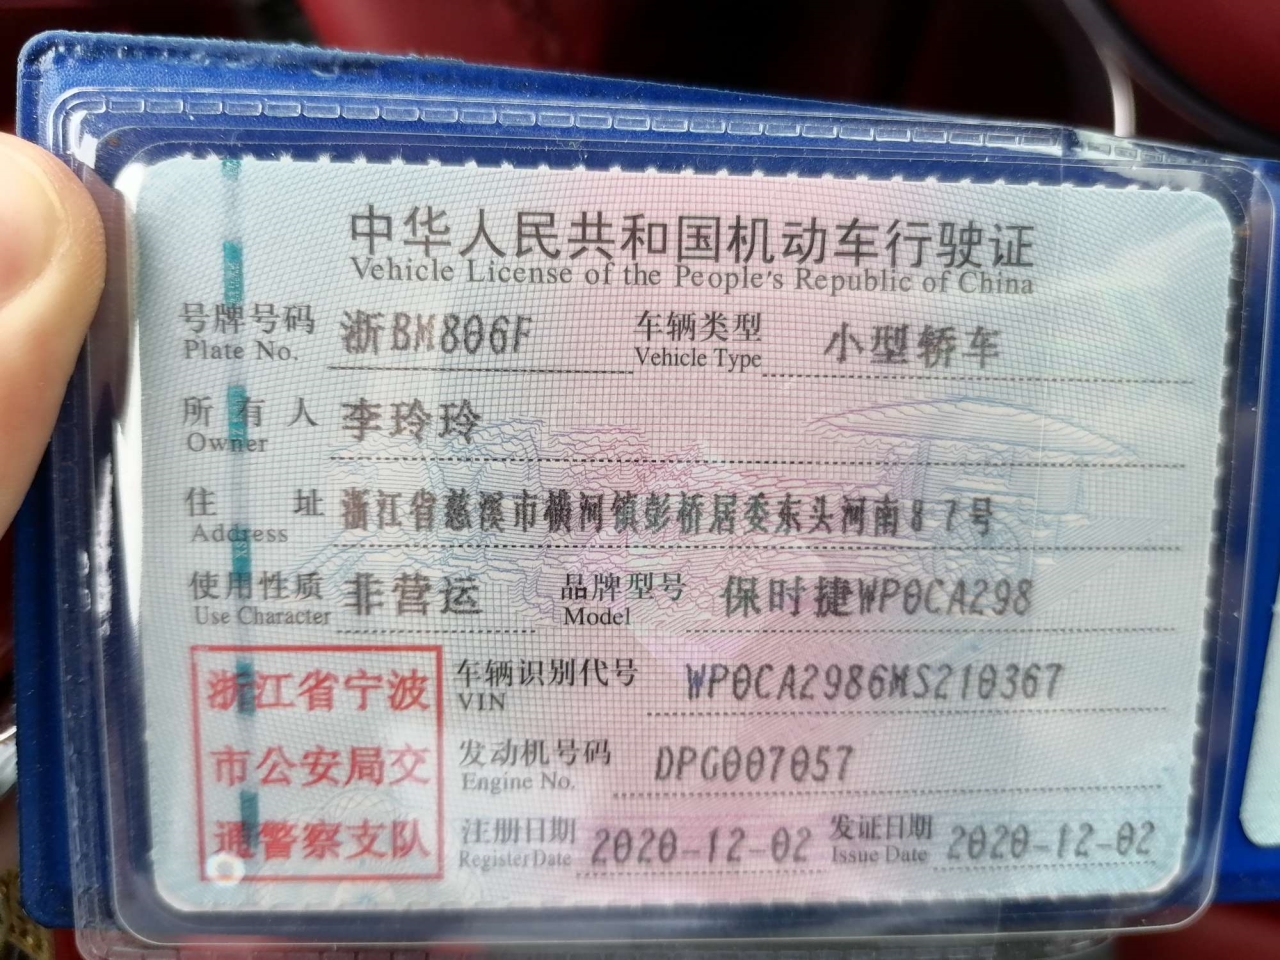 中华人民共和国机动车行驶证
Vehicle License of the People's Republic of China
号牌号码 浙BM806F 车辆类型 小型轿车
Plate No. Vehicle Type
所有人 李玲玲
Owner
住址 浙江省慈溪市横河镇彭桥居委东头河南87号
Address
使用性质 非营运 品牌型号 保时捷WP0CA298
Use Character Model
浙江省宁波 车辆识别代号 WP0CA2986MS210367
VIN
市公安局交 发动机号码 DPG007057
Engine No.
通警察支队 注册日期 2020-12-02 发证日期 2020-12-02
Register Date Issue Date